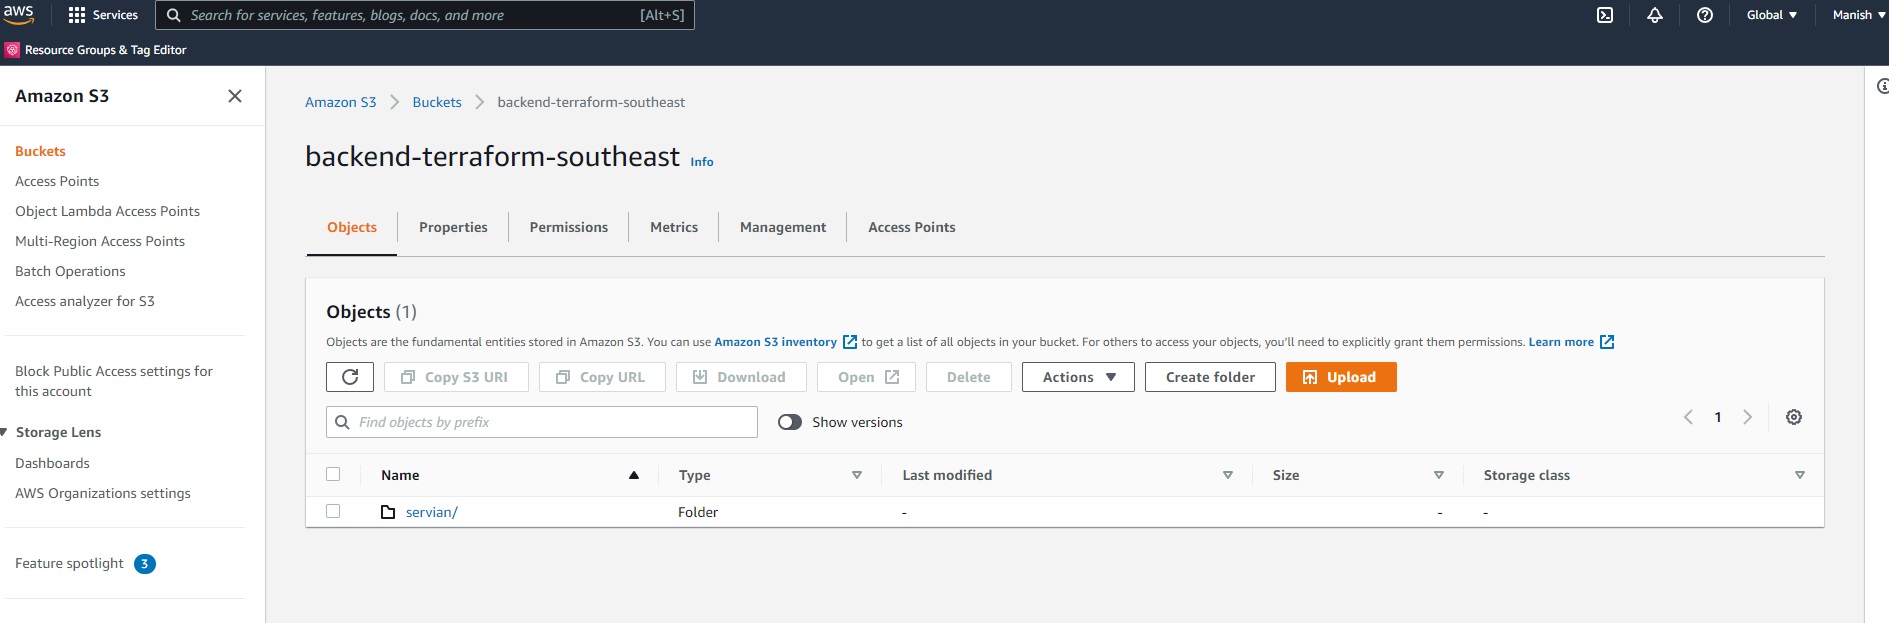 aws Services Search for services, features, blogs, docs, and more [Alt+S] Global Manish
Resource Groups & Tag Editor
Amazon S3
Buckets
Access Points
Object Lambda Access Points
Multi-Region Access Points
Batch Operations
Access analyzer for S3
Block Public Access settings for
this account
Storage Lens
Dashboards
AWS Organizations settings
Feature spotlight 3
Amazon S3 Buckets backend-terraform-southeast
backend-terraform-southeast Info
Objects Properties Permissions Metrics Management Access Points
Objects (1)
Objects are the fundamental entities stored in Amazon S3. You can use Amazon S3 inventory to get a list of all objects in your bucket. For others to access your objects, you'll need to explicitly grant them permissions. Learn more
Copy S3 URI Copy URL Download Open Delete Actions Create folder Upload
Find objects by prefix Show versions 1
Name Type Last modified Size Storage class
servian/ Folder - - -